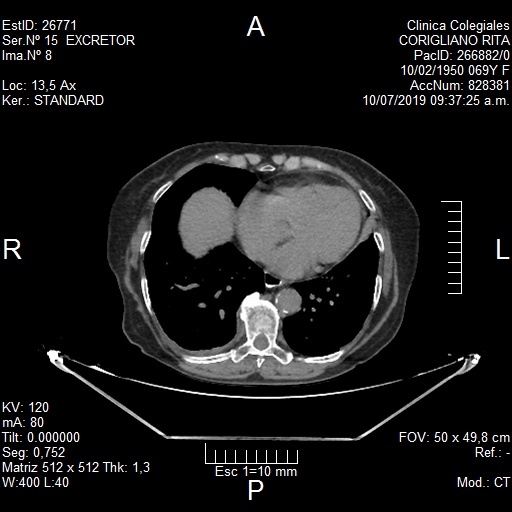 EstID: 26771
Ser.Nº 15 EXCRETOR
Ima.Nº 8
Loc: 13,5 Ax
Ker.: STANDARD
A
Clinica Colegiales
CORIGLIANO RITA
PacID: 266882/0
10/02/1950 069Y F
AccNum: 828381
10/07/2019 09:37:25 a.m.
R
L
KV: 120
mA: 80
Tilt: 0.000000
Seg: 0,752
Matriz 512 x 512 Thk: 1,3
W:400 L:40
Esc 1=10 mm
P
FOV: 50 x 49,8 cm
Ref.: -
Mod.: CT